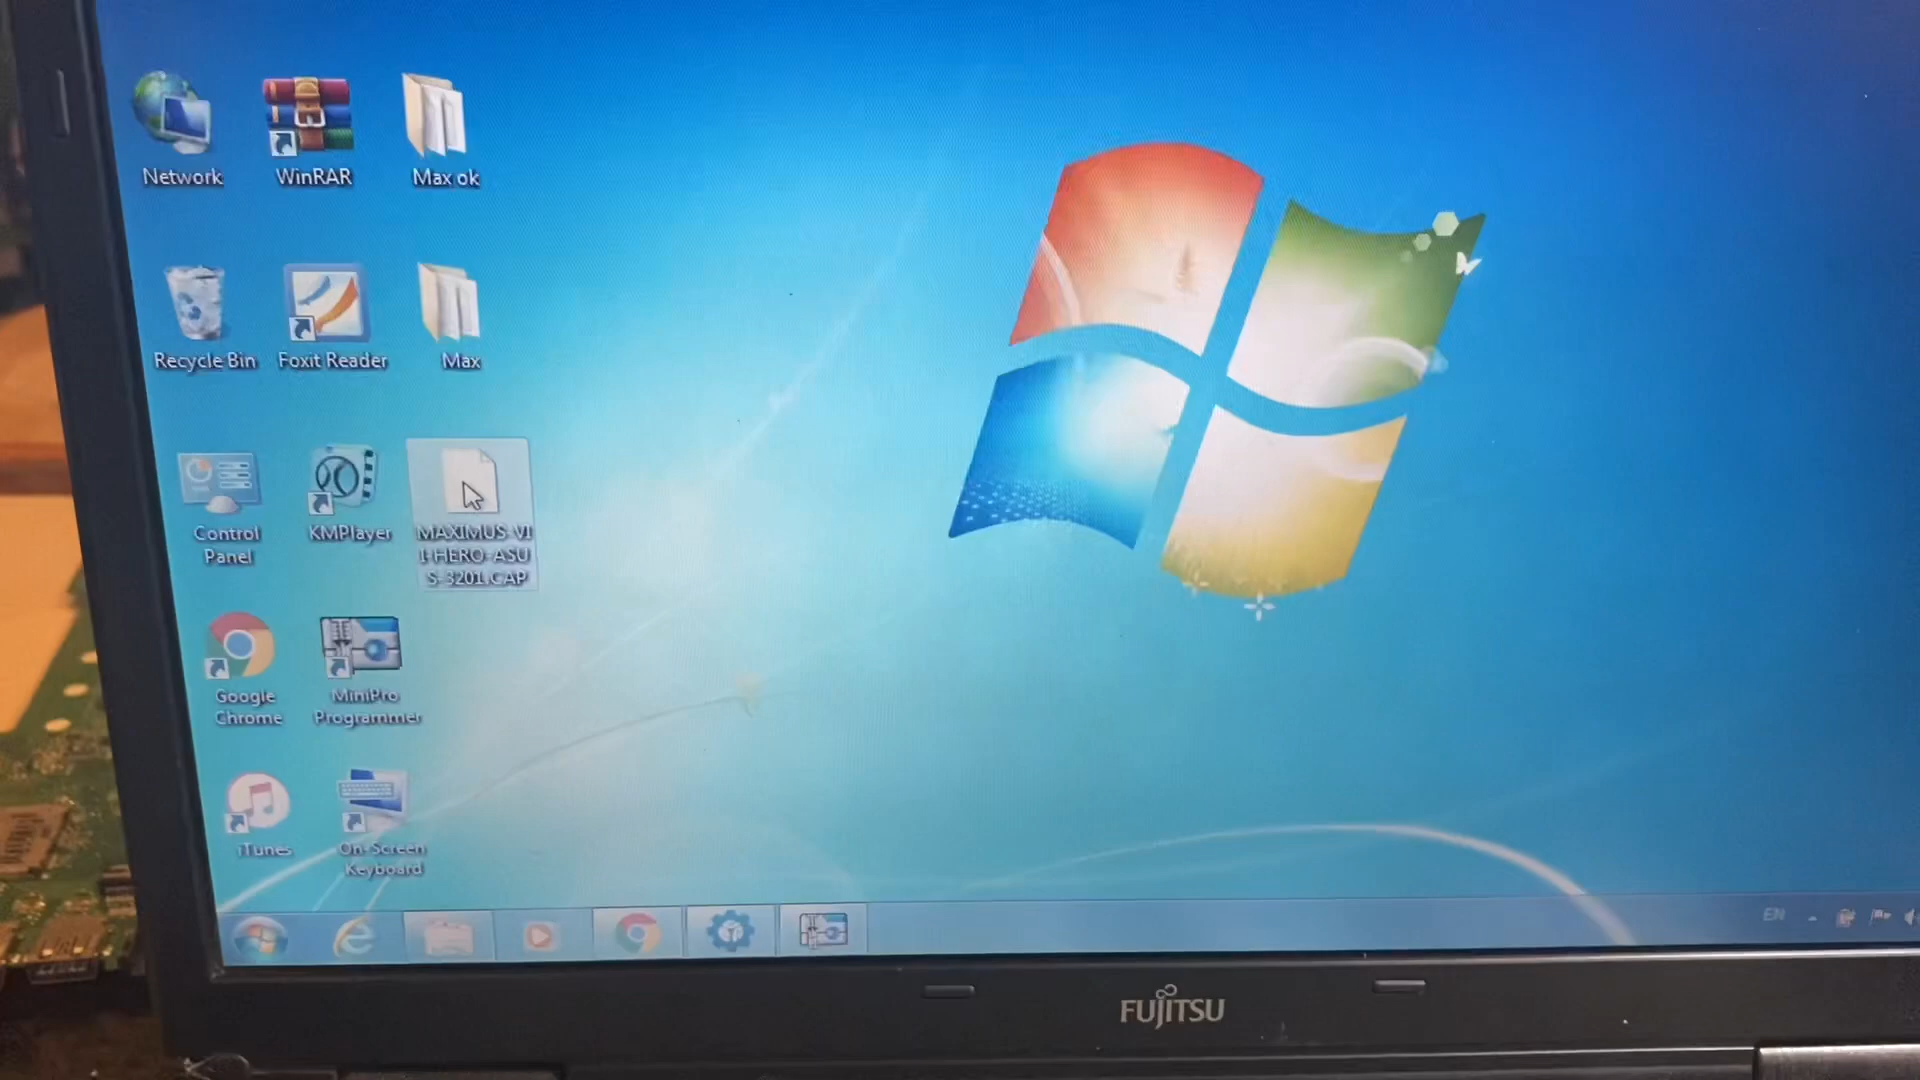 Network
WinRAR
Max ok
Recycle Bin
Foxit Reader
Max
Control
Panel
KMPlayer
MAXIMUS-VI
I-HERO-ASU
S-3201.CAP
Google
Chrome
MiniPro
Programmer
iTunes
On-Screen
Keyboard
EN
FUJITSU